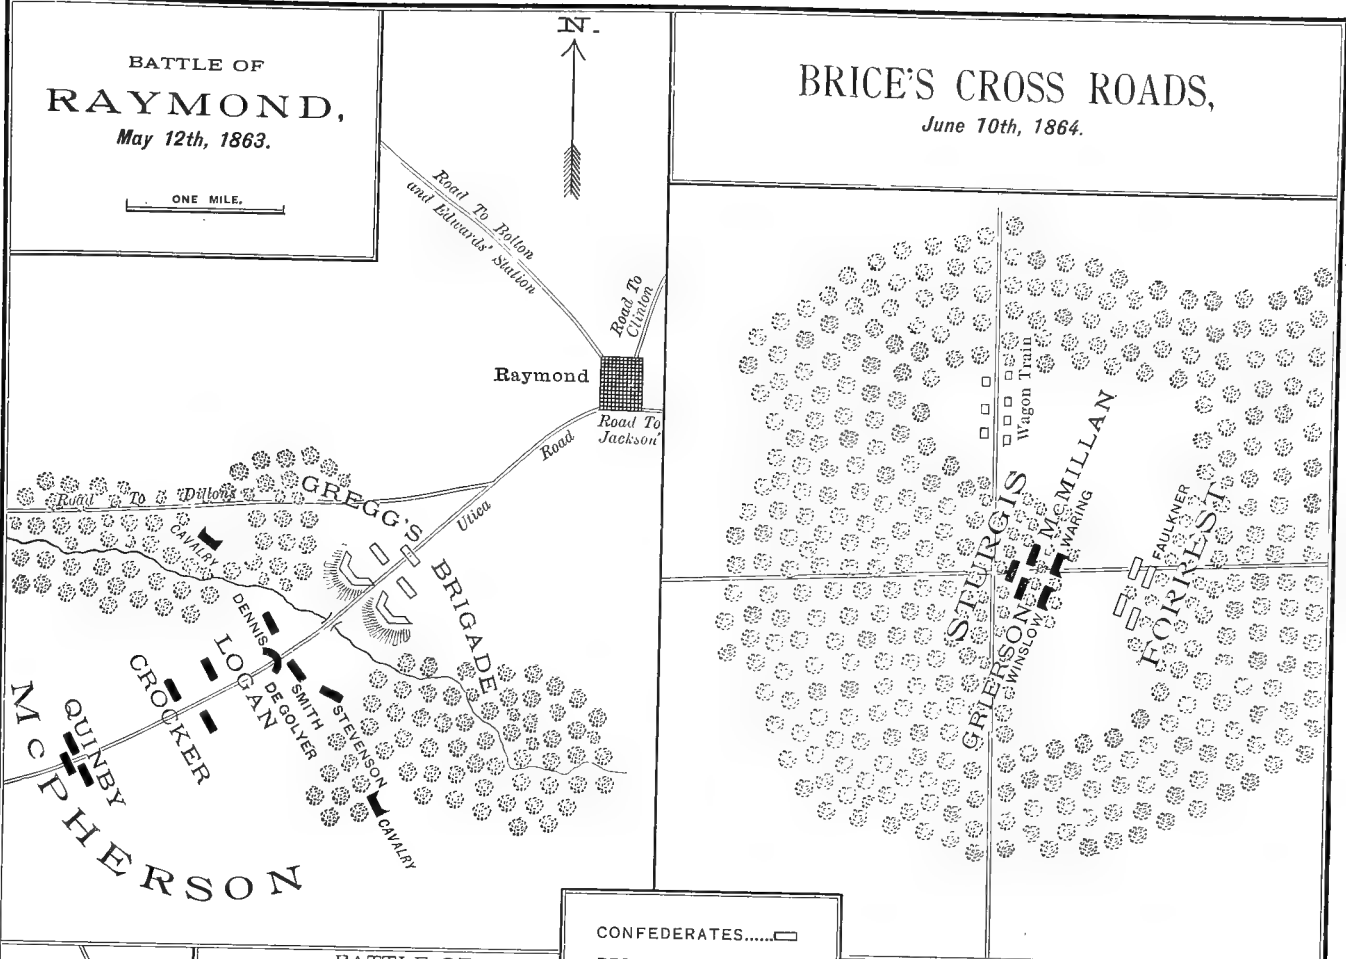 BATTLE OF
RAYMOND,
May 12th, 1863.
ONE MILE.
N.
Road To Bolton
and Edwards' Station
Road To
Clinton
Raymond
Road To
Jackson
Utica Road
Road To Dillons
GREGG'S BRIGADE
CAVALRY
DENNIS
LOGAN
DE GOLYER
SMITH
STEVENSON
CAVALRY
CROCKER
QUINBY
McPHERSON
BRICE'S CROSS ROADS,
June 10th, 1864.
Wagon Train
STURGIS
McMILLAN
WARING
GRIERSON
WINSLOW
FAULKNER
FORREST
CONFEDERATES......
BATTLE OF